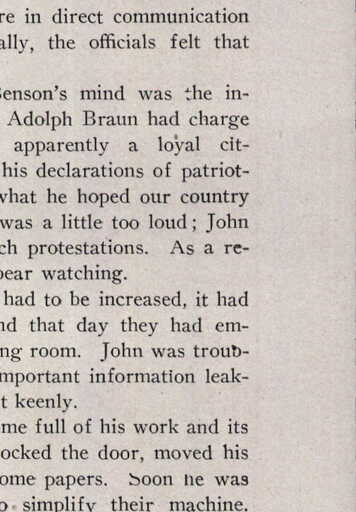 re in direct communication
ally, the officials felt that
Benson's mind was the in-
Adolph Braun had charge
apparently a loyal cit-
his declarations of patriot-
what he hoped our country
was a little too loud; John
ch protestations. As a re-
bear watching.
had to be increased, it had
nd that day they had em-
ng room. John was troub-
mportant information leak-
t keenly.
me full of his work and its
ocked the door, moved his
ome papers. Soon he was
o simplify their machine.